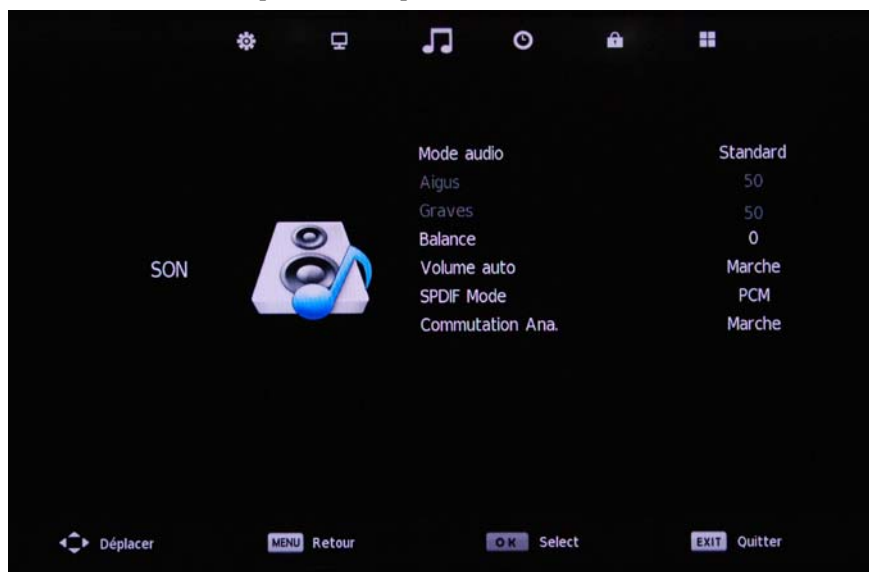 Mode audio Standard
Aigus 50
Graves 50
Balance 0
SON
Volume auto Marche
SPDIF Mode PCM
Commutation Ana. Marche
Déplacer MENU Retour OK Select EXIT Quitter